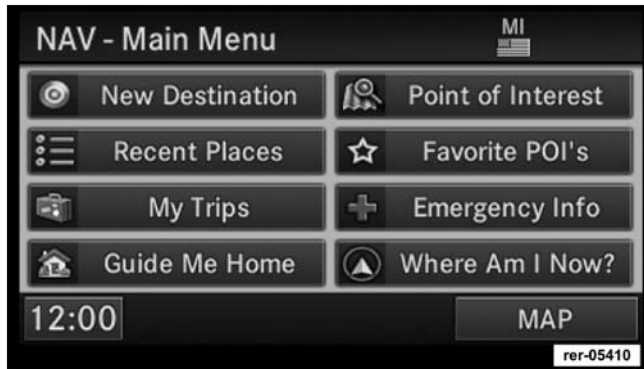 NAV - Main Menu
MI
New Destination
Point of Interest
Recent Places
Favorite POI's
My Trips
Emergency Info
Guide Me Home
Where Am I Now?
12:00
MAP
rer-05410